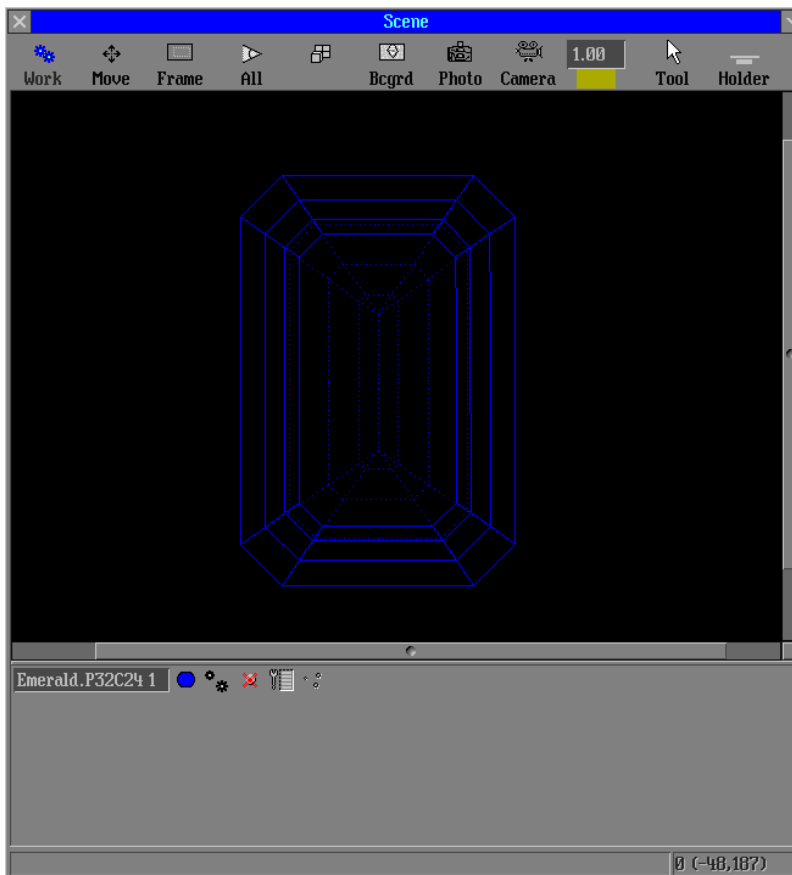 Scene
1.00
Work Move Frame All Bcgrd Photo Camera Tool Holder
Emerald.P32C24 1
0 (-48,187)